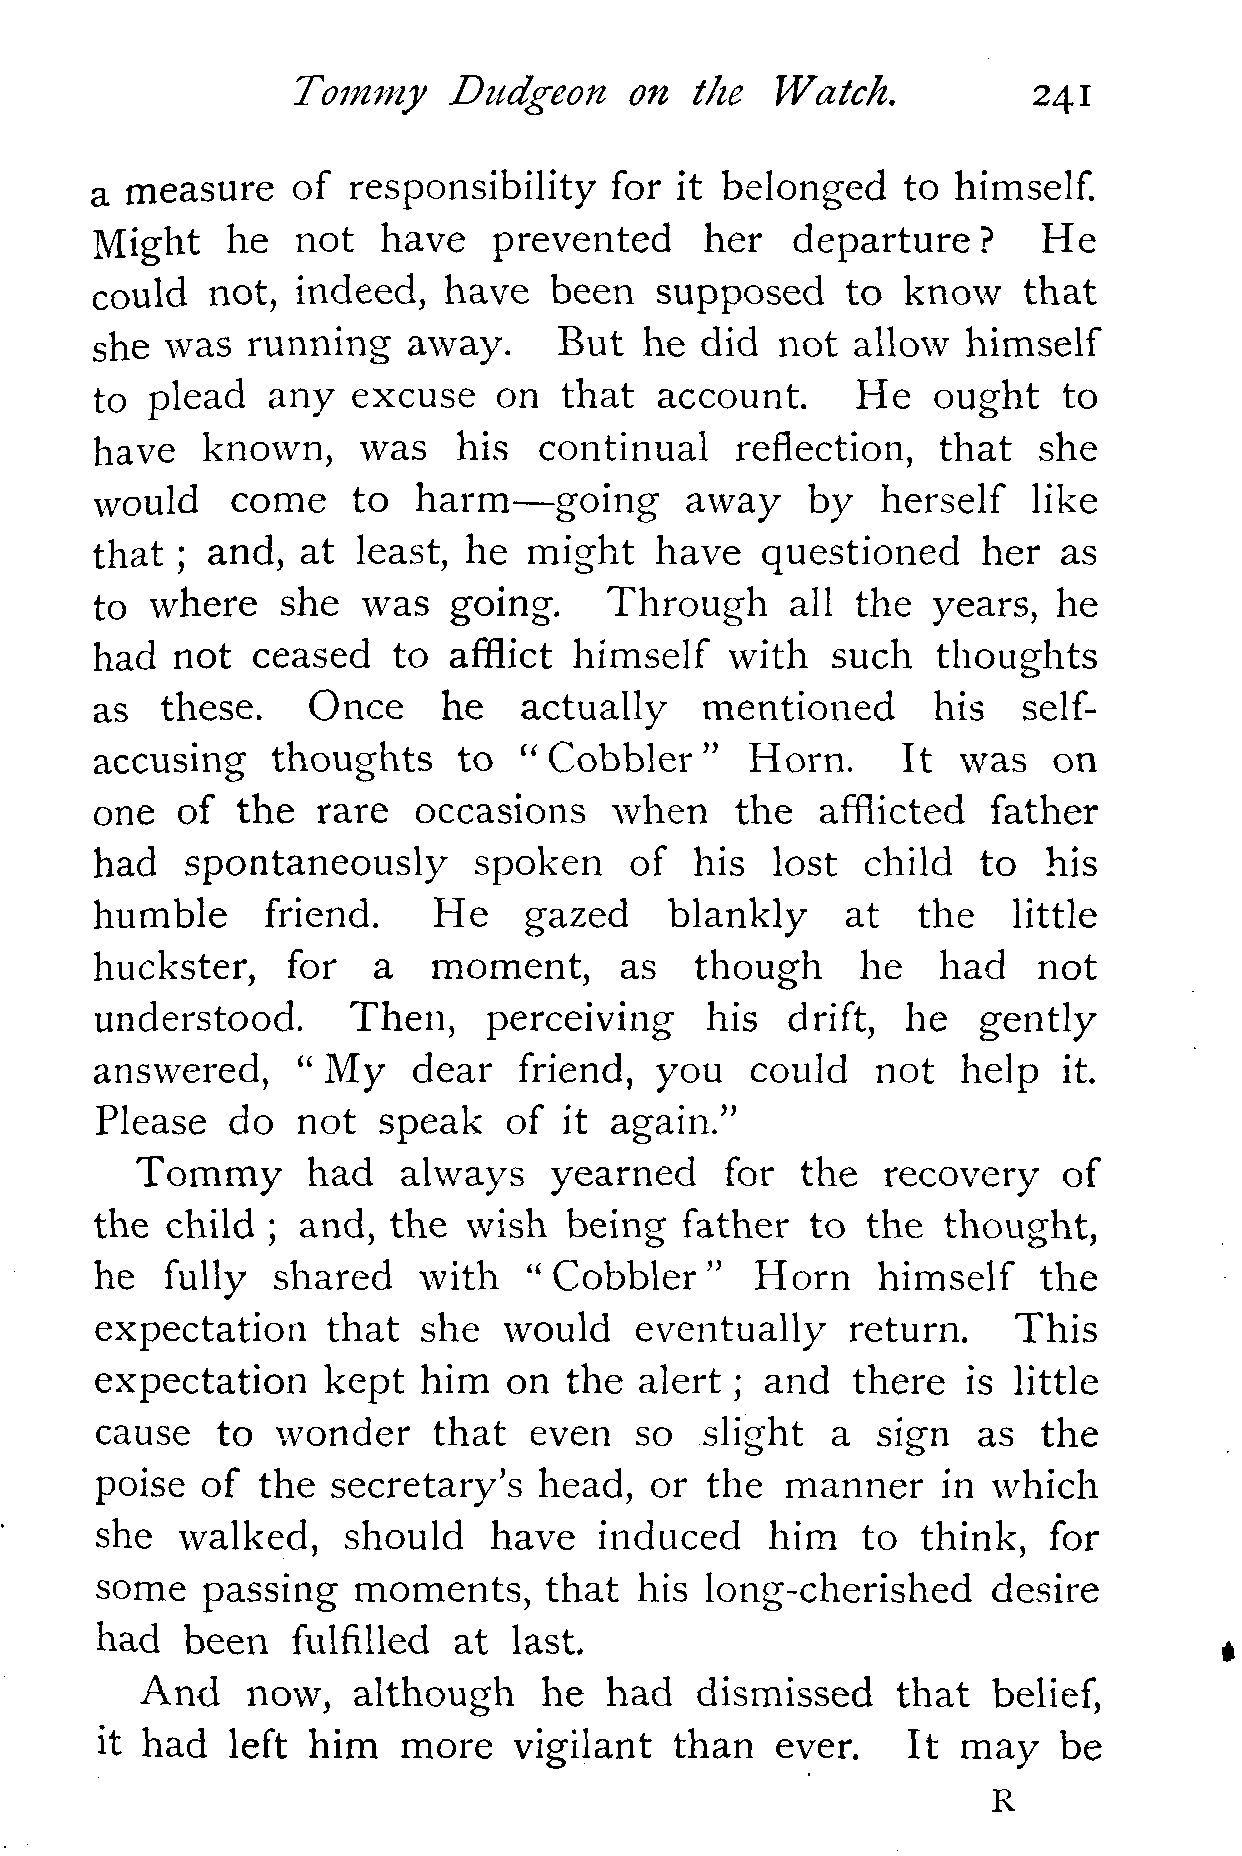 Tommy Dudgeon on the Watch. 241
a measure of responsibility for it belonged to himself.
Might he not have prevented her departure? He
could not, indeed, have been supposed to know that
she was running away. But he did not allow himself
to plead any excuse on that account. He ought to
have known, was his continual reflection, that she
would come to harm—going away by herself like
that ; and, at least, he might have questioned her as
to where she was going. Through all the years, he
had not ceased to afflict himself with such thoughts
as these. Once he actually mentioned his self-
accusing thoughts to “ Cobbler ” Horn. It was on
one of the rare occasions when the afflicted father
had spontaneously spoken of his lost child to his
humble friend. He gazed blankly at the little
huckster, for a moment, as though he had not
understood. Then, perceiving his drift, he gently
answered, “ My dear friend, you could not help it.
Please do not speak of it again.”
Tommy had always yearned for the recovery of
the child ; and, the wish being father to the thought,
he fully shared with “ Cobbler ” Horn himself the
expectation that she would eventually return. This
expectation kept him on the alert ; and there is little
cause to wonder that even so slight a sign as the
poise of the secretary’s head, or the manner in which
she walked, should have induced him to think, for
some passing moments, that his long-cherished desire
had been fulfilled at last.
And now, although he had dismissed that belief,
it had left him more vigilant than ever. It may be
R